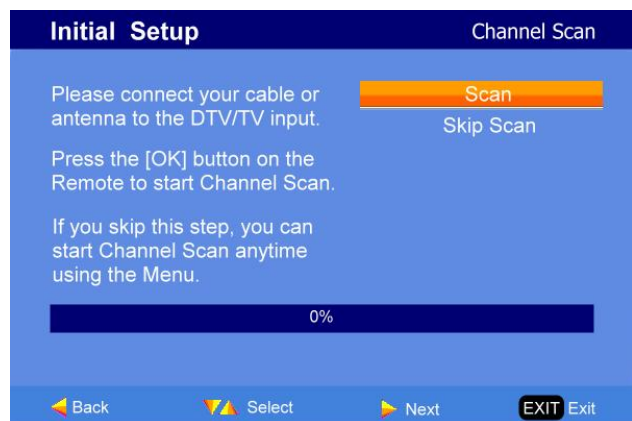 Initial Setup
Channel Scan
Please connect your cable or
antenna to the DTV/TV input.
Press the [OK] button on the
Remote to start Channel Scan.
If you skip this step, you can
start Channel Scan anytime
using the Menu.
Scan
Skip Scan
0%
Back Select Next EXIT Exit